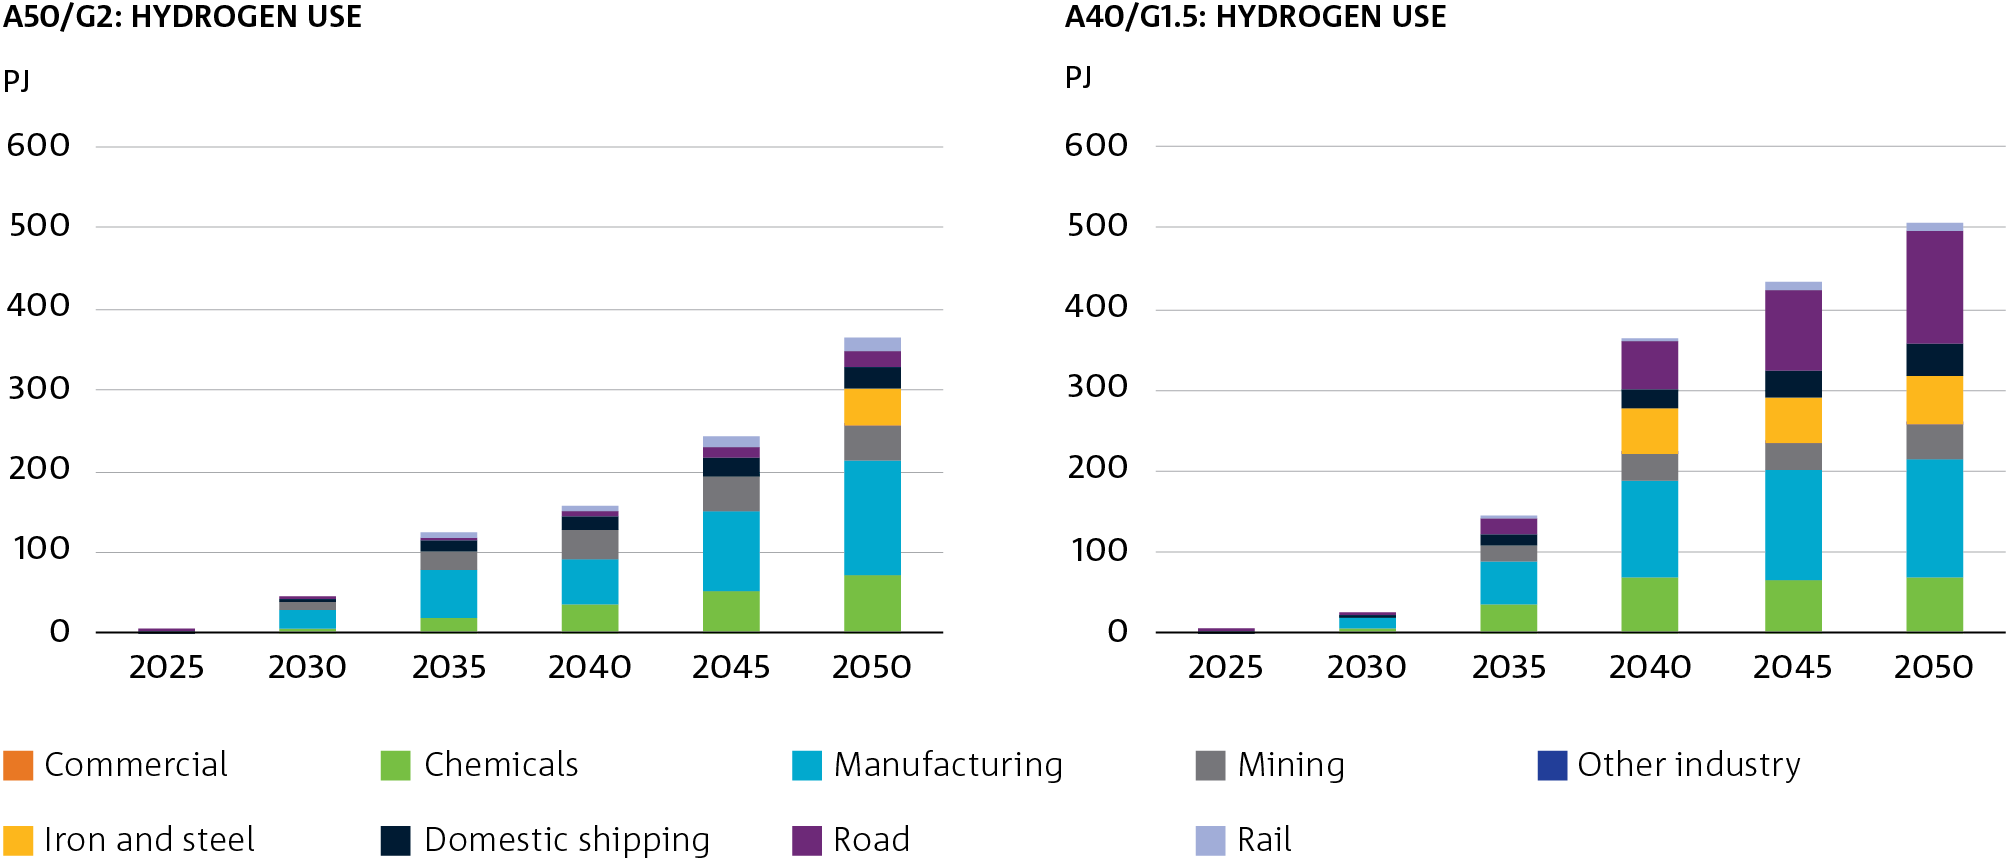 A50/G2: HYDROGEN USE
PJ
600
500
400
300
200
100
0
2025 2030 2035 2040 2045 2050
A40/G1.5: HYDROGEN USE
PJ
600
500
400
300
200
100
0
2025 2030 2035 2040 2045 2050
Commercial Chemicals Manufacturing Mining Other industry
Iron and steel Domestic shipping Road Rail